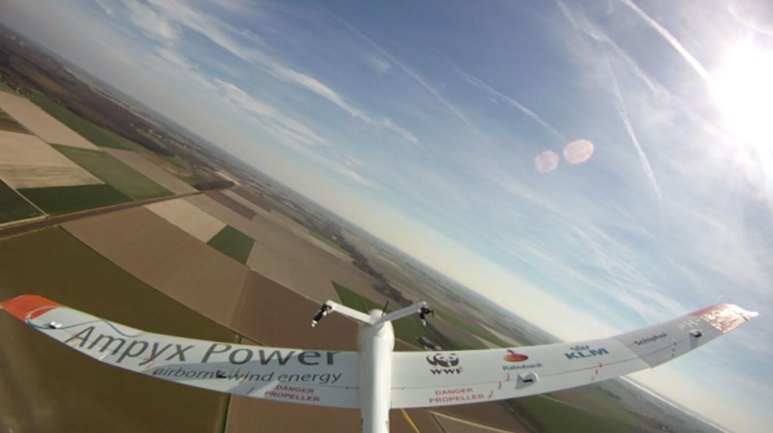 Ampyx Power
airborne wind energy
DANGER
PROPELLER
WWF
DANGER
PROPELLER
Rabobank
KLM
Schiphol